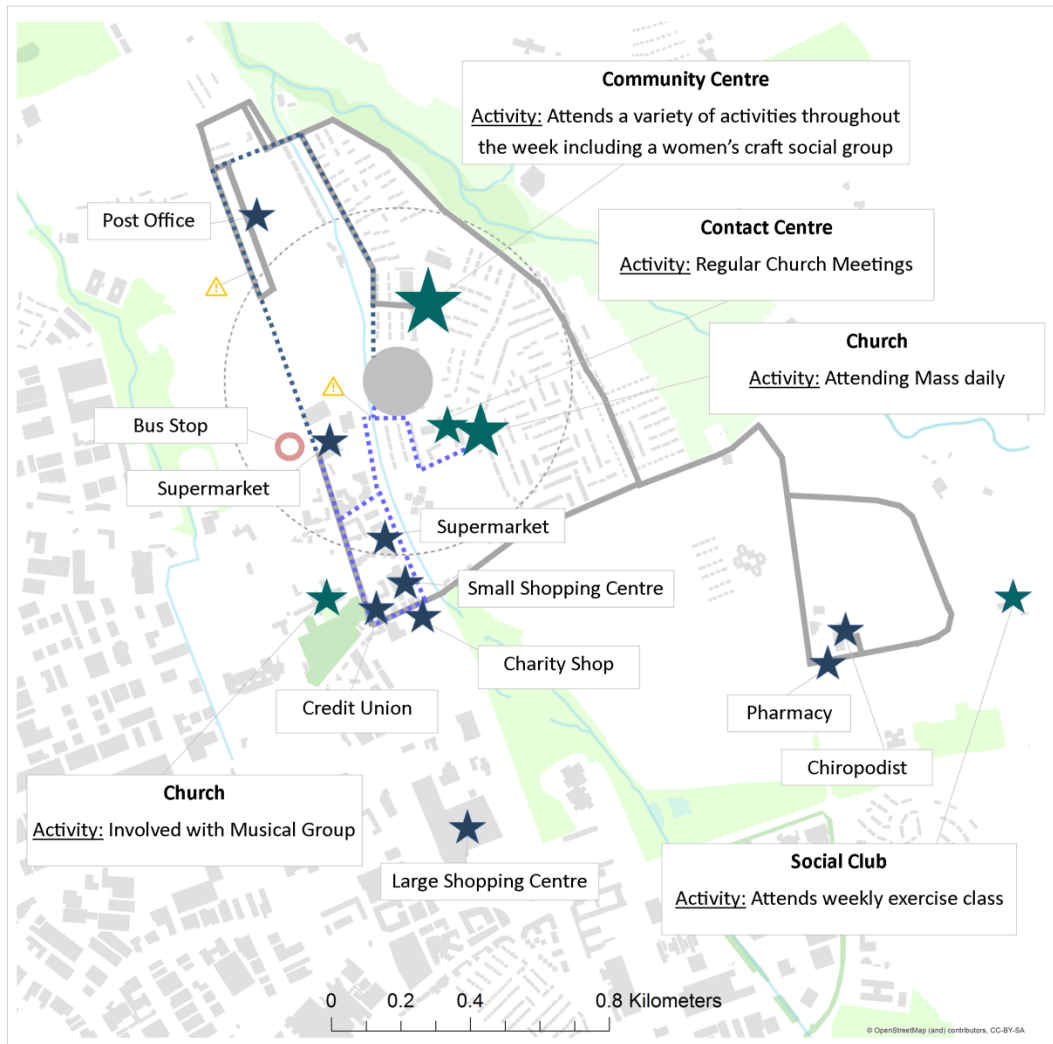 Community Centre
Activity: Attends a variety of activities throughout
the week including a women's craft social group
Post Office
Contact Centre
Activity: Regular Church Meetings
Church
Activity: Attending Mass daily
Bus Stop
Supermarket
Supermarket
Small Shopping Centre
Charity Shop
Credit Union
Pharmacy
Chiropodist
Church
Activity: Involved with Musical Group
Large Shopping Centre
Social Club
Activity: Attends weekly exercise class
0 0.2 0.4 0.8 Kilometers
© OpenStreetMap (and) contributors, CC-BY-SA